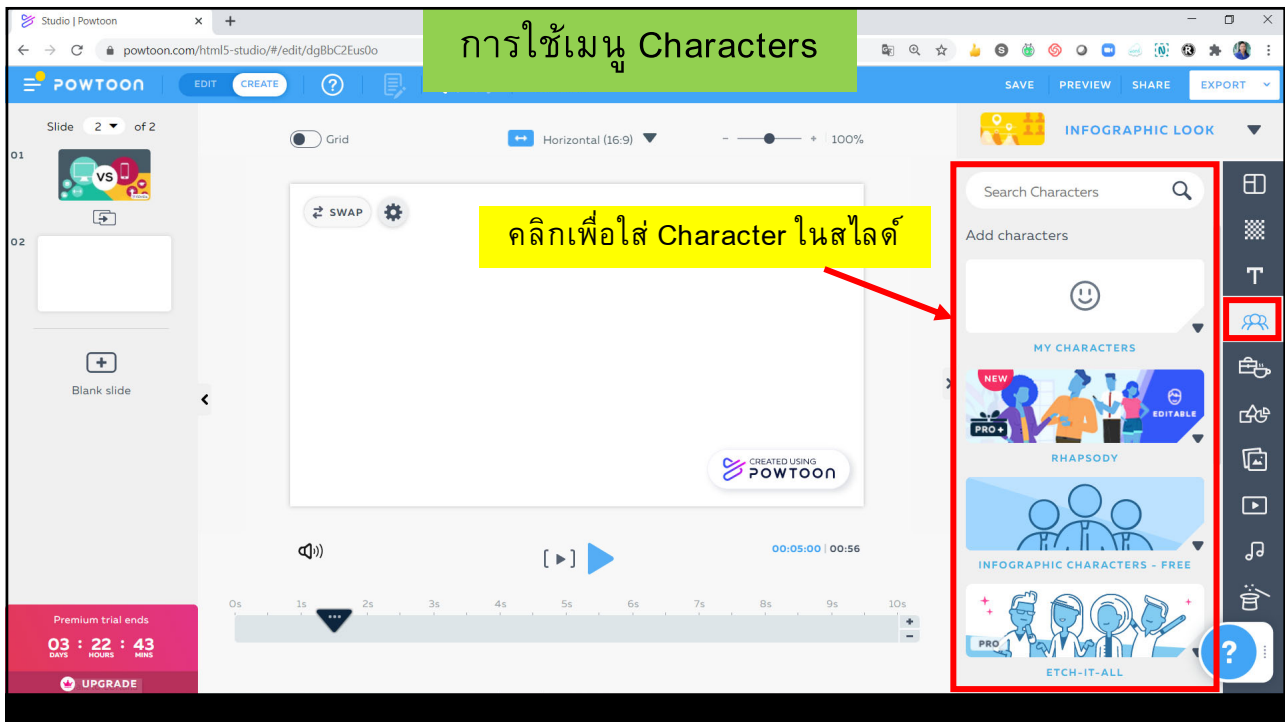 Studio | Powtoon
powtoon.com/html5-studio/#/edit/dgBbC2Eus0o
การใช้เมนู Characters
POWTOON
EDIT CREATE
SAVE PREVIEW SHARE EXPORT
Slide 2 of 2
Grid
Horizontal (16:9)
- + 100%
INFOGRAPHIC LOOK
01
VS
Search Characters
SWAP
คลิกเพื่อใส่ Character ในสไลด์
Add characters
02
MY CHARACTERS
Blank slide
NEW
EDITABLE
PRO+
RHAPSODY
CREATED USING
POWTOON
00:05:00 | 00:56
INFOGRAPHIC CHARACTERS - FREE
0s 1s 2s 3s 4s 5s 6s 7s 8s 9s 10s
Premium trial ends
03 : 22 : 43
DAYS HOURS MINS
UPGRADE
PRO
ETCH-IT-ALL